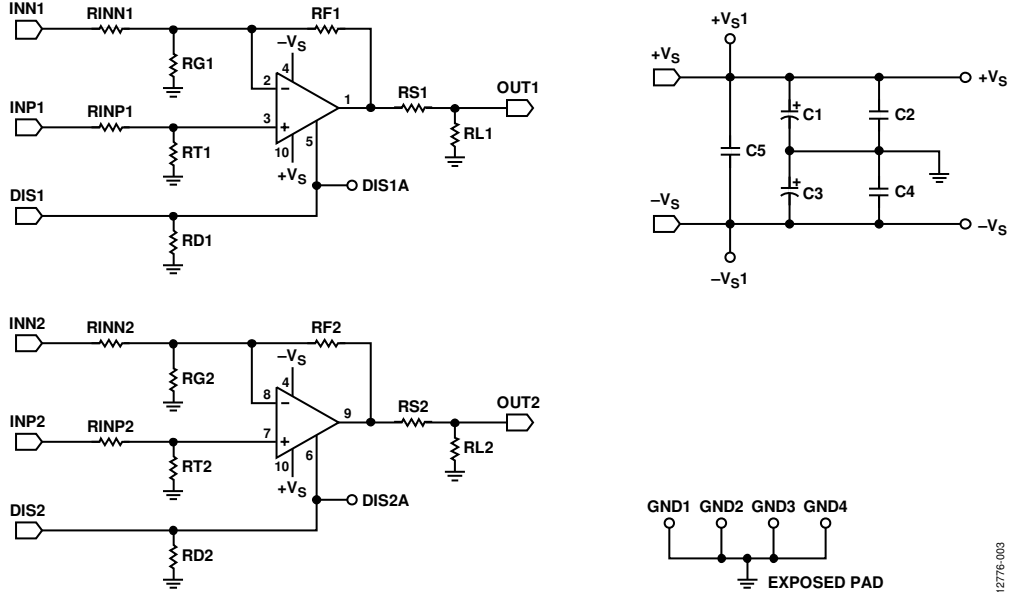 INN1 RINN1 RF1
−VS
RG1 4
2 −
INP1 RINP1 1 RS1 OUT1
3 +
RT1 10 5 RL1
+VS
DIS1 DIS1A
RD1
+VS1
+VS +VS
C1 + C2
C5
C3 + C4
−VS −VS
−VS1
INN2 RINN2 RF2
−VS
RG2 4
8 −
INP2 RINP2 9 RS2 OUT2
7 +
RT2 10 6 RL2
+VS
DIS2 DIS2A
RD2
GND1 GND2 GND3 GND4
EXPOSED PAD
12776-003